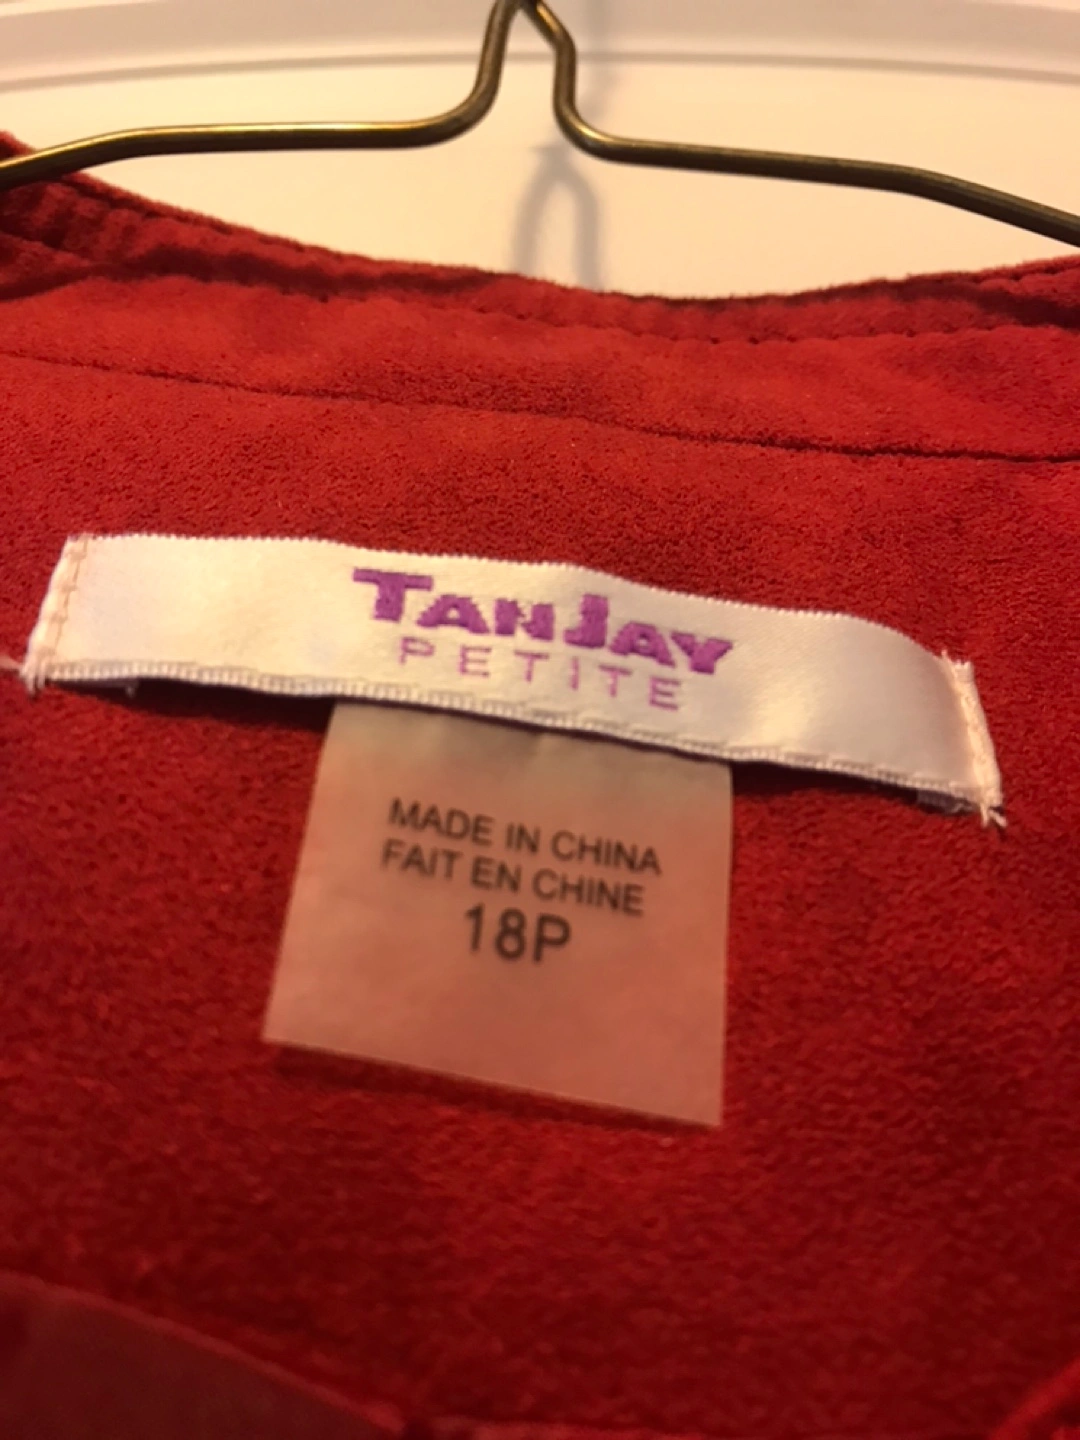 TANJAY
PETITE
MADE IN CHINA
FAIT EN CHINE
18P